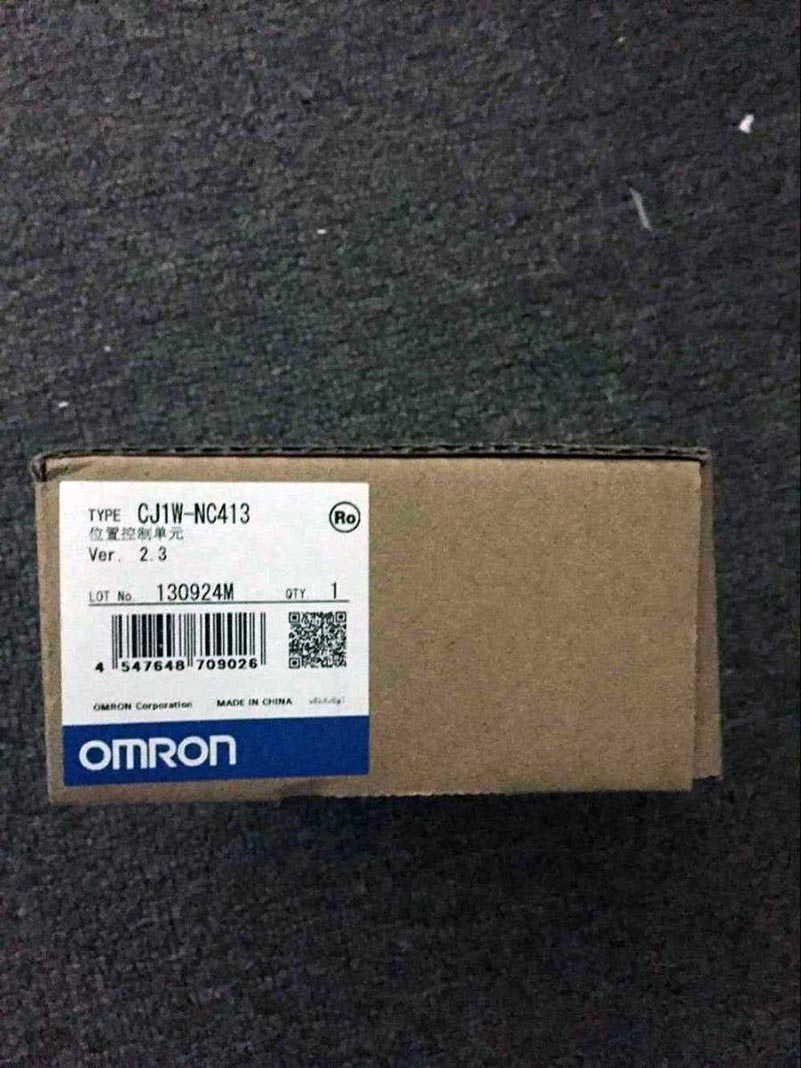 TYPE CJ1W-NC413
Ro
位置控制单元
Ver. 2.3
LOT No. 130924M QTY 1
4 547648 709026
OMRON Corporation MADE IN CHINA
OMRON